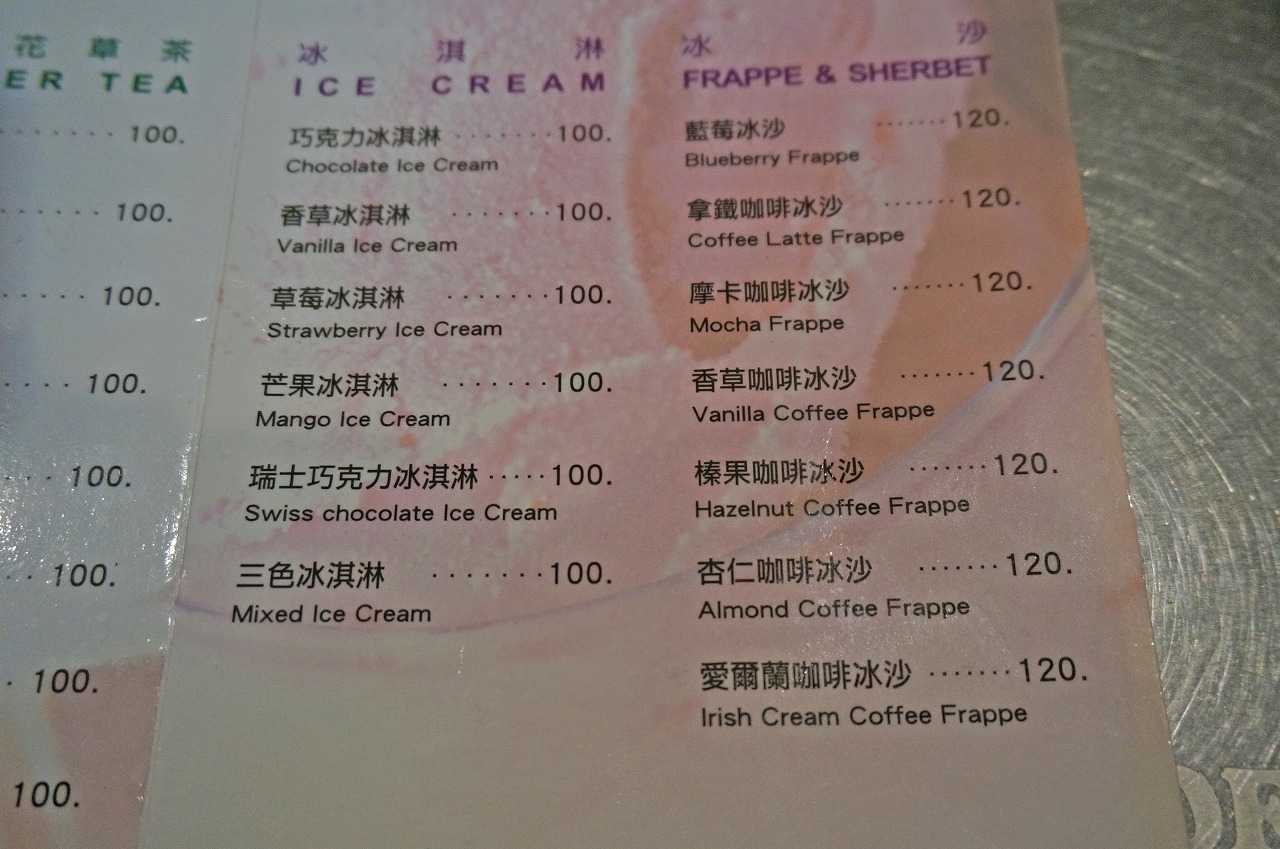 花草茶
ER TEA
100.
100.
100.
100.
100.
100.
100.
100.
冰淇淋
ICE CREAM
巧克力冰淇淋 ········100.
Chocolate Ice Cream
香草冰淇淋 ········100.
Vanilla Ice Cream
草莓冰淇淋 ········100.
Strawberry Ice Cream
芒果冰淇淋 ········100.
Mango Ice Cream
瑞士巧克力冰淇淋 ·····100.
Swiss chocolate Ice Cream
三色冰淇淋 ········100.
Mixed Ice Cream
冰沙
FRAPPE & SHERBET
藍莓冰沙 ·······120.
Blueberry Frappe
拿鐵咖啡冰沙 ·······120.
Coffee Latte Frappe
摩卡咖啡冰沙 ·······120.
Mocha Frappe
香草咖啡冰沙 ·······120.
Vanilla Coffee Frappe
榛果咖啡冰沙 ·······120.
Hazelnut Coffee Frappe
杏仁咖啡冰沙 ·······120.
Almond Coffee Frappe
愛爾蘭咖啡冰沙 ·······120.
Irish Cream Coffee Frappe